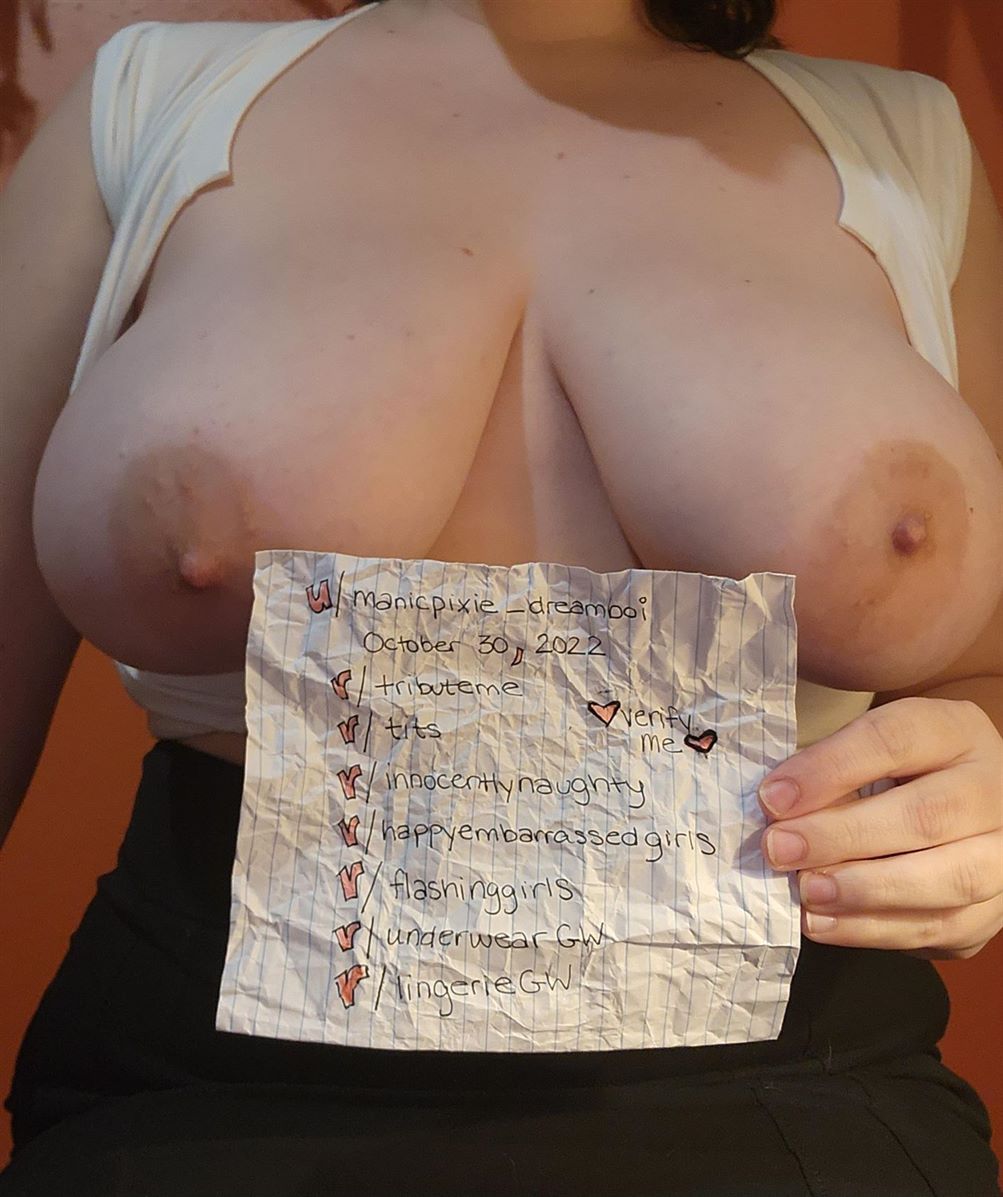 u/manicpixie_dreamboi
October 30, 2022
r/tributeme
r/tits
♥verify
me♥
r/innocentlynaughty
r/happyembarrassedgirls
r/flashinggirls
r/underwearGW
r/lingerieGW